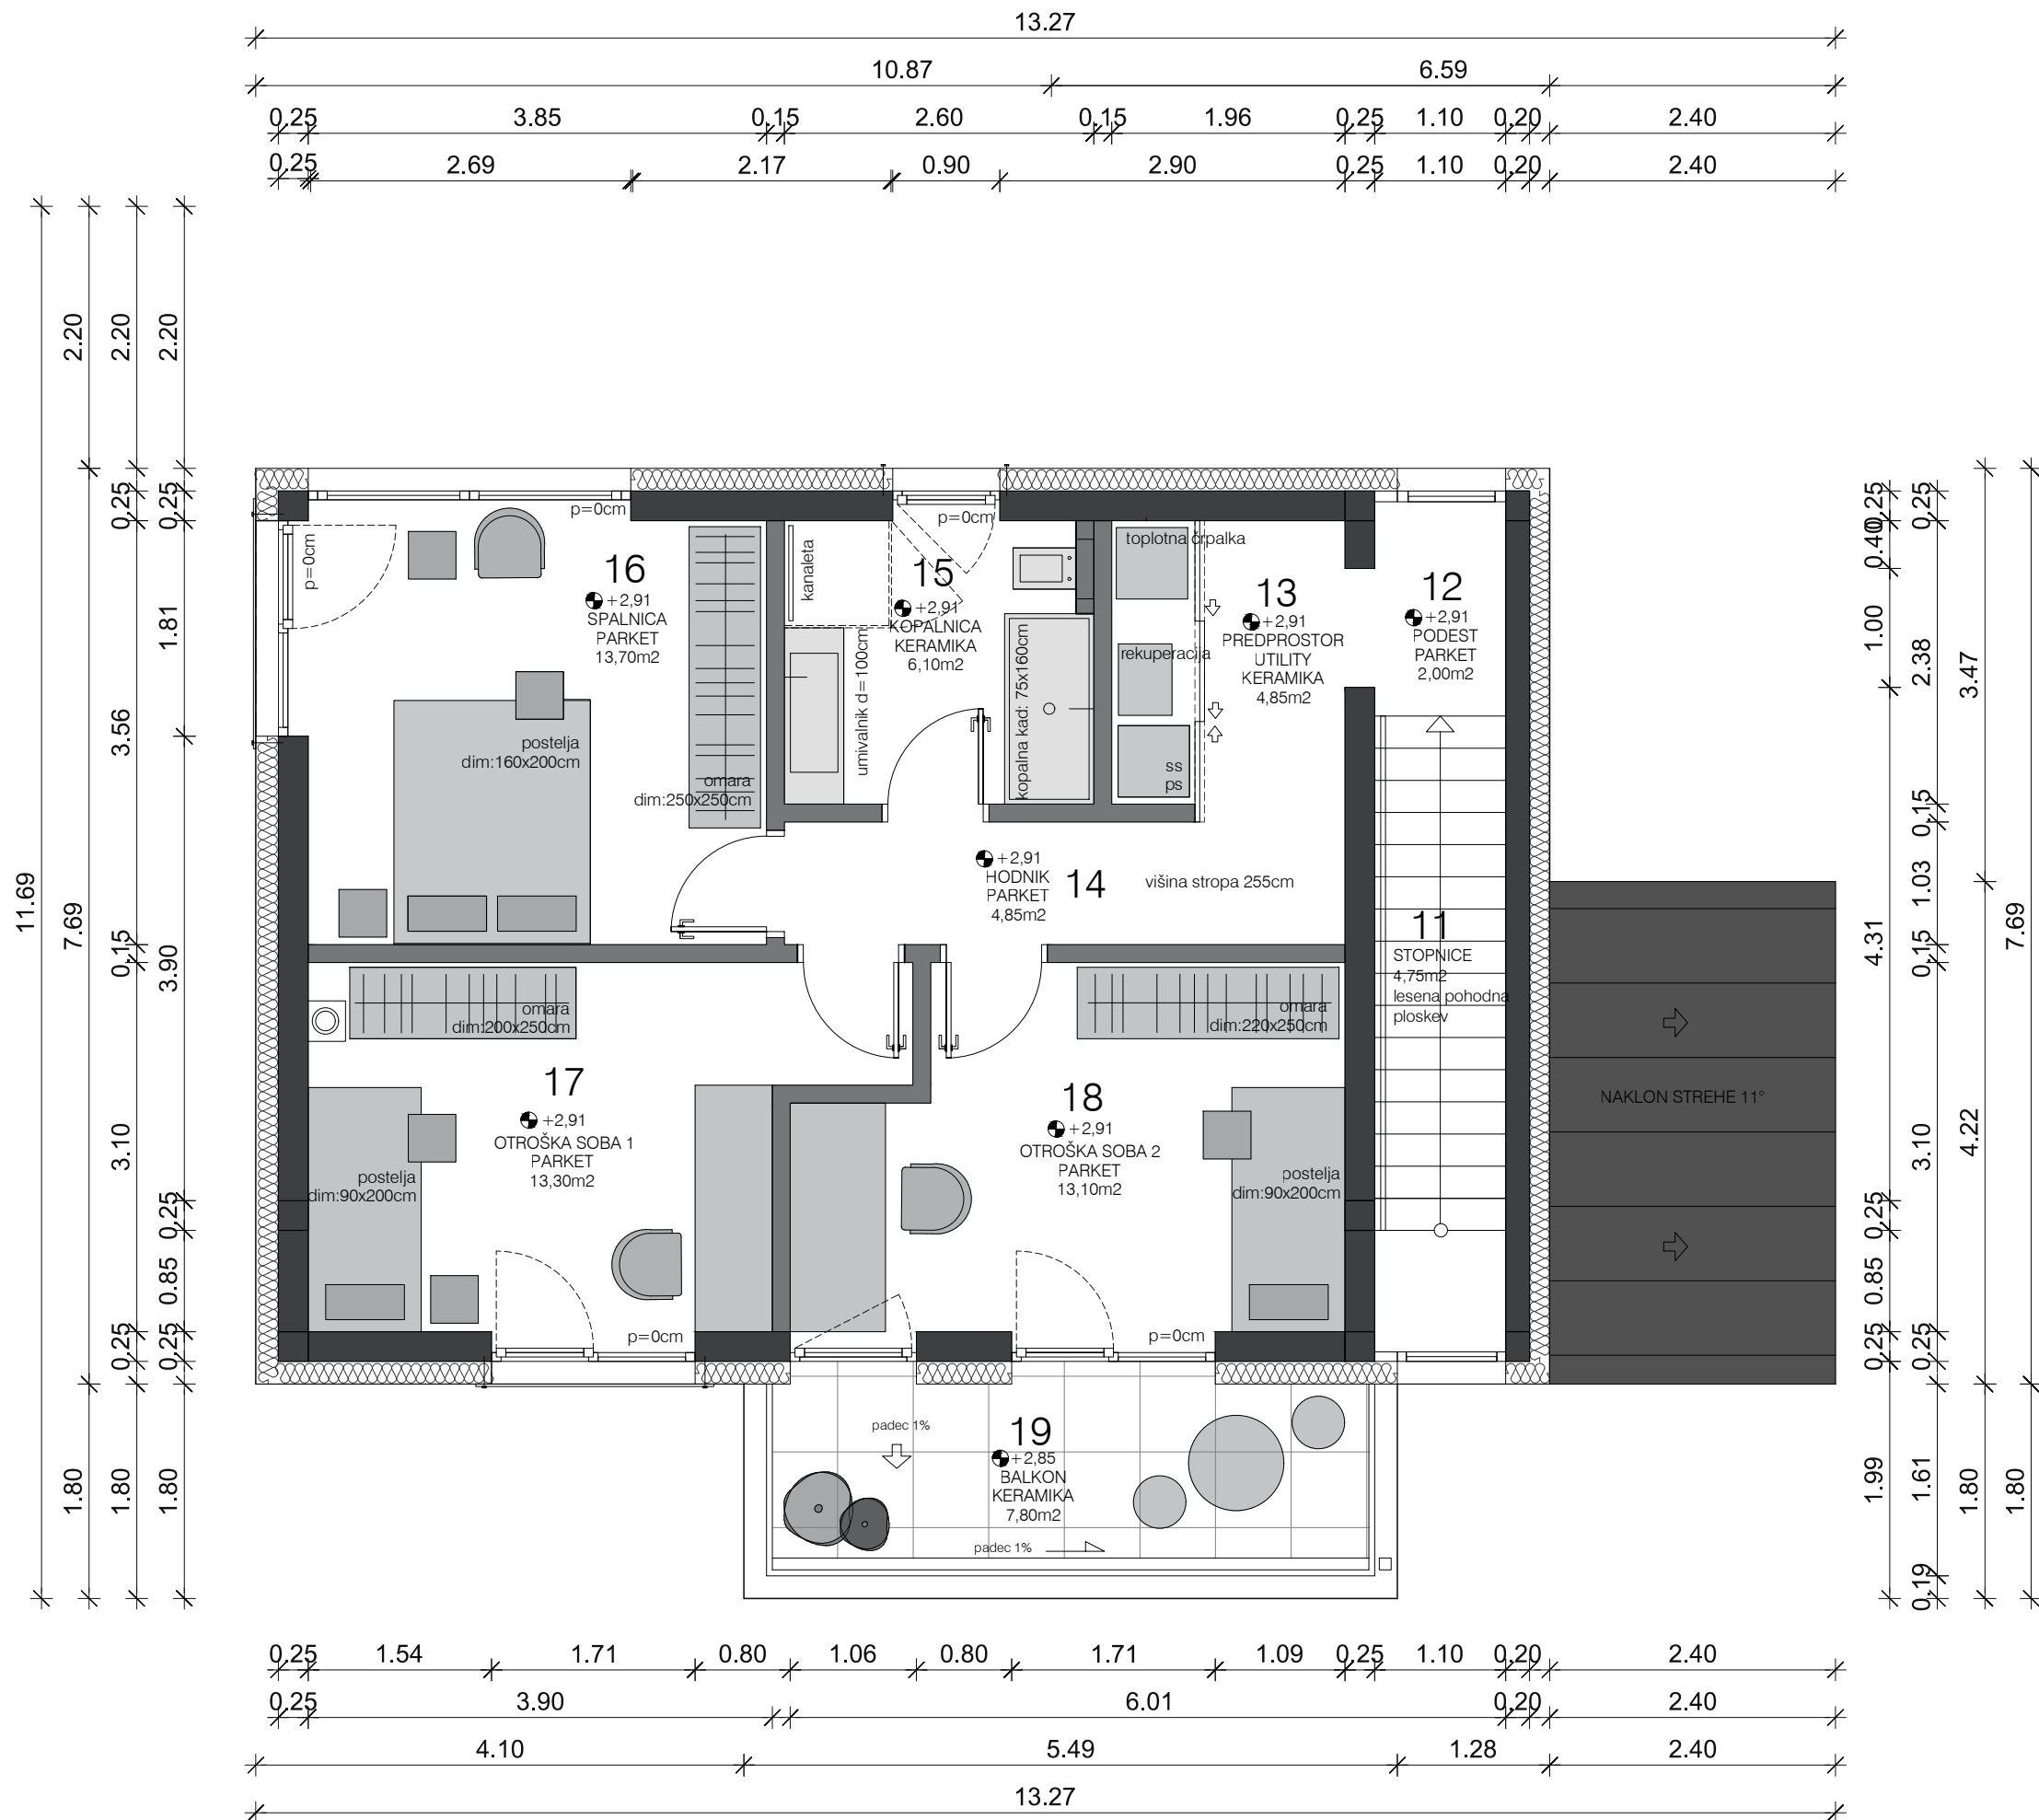 13.27
10.87 6.59
0.25 3.85 0.15 2.60 0.15 1.96 0.25 1.10 0.20 2.40
0.25 2.69 2.17 0.90 2.90 0.25 1.10 0.20 2.40
11.69
2.20 7.69 1.80
2.20 0.25 3.56 0.15 3.10 0.25 1.80
2.20 0.25 1.81 3.90 0.25 0.85 0.25 1.80
p=0cm
p=0cm
16
+2,91
SPALNICA
PARKET
13,70m2
postelja
dim:160x200cm
omara
dim:250x250cm
kanaleta
p=0cm
15
+2,91
KOPALNICA
KERAMIKA
6,10m2
umivalnik d=100cm
kopalna kad: 75x160cm
toplotna črpalka
rekuperacija
ss
ps
13
+2,91
PREDPROSTOR
UTILITY
KERAMIKA
4,85m2
12
+2,91
PODEST
PARKET
2,00m2
+2,91
HODNIK
PARKET
4,85m2
14
višina stropa 255cm
11
STOPNICE
4,75m2
lesena pohodna
ploskev
omara
dim:200x250cm
17
+2,91
OTROŠKA SOBA 1
PARKET
13,30m2
postelja
dim:90x200cm
p=0cm
omara
dim:220x250cm
18
+2,91
OTROŠKA SOBA 2
PARKET
13,10m2
postelja
dim:90x200cm
p=0cm
NAKLON STREHE 11°
padec 1%
19
+2,85
BALKON
KERAMIKA
7,80m2
padec 1%
0.25 0.40 1.00 4.31 0.25 0.85 0.25 1.99
0.25 2.38 0.15 1.03 0.15 3.10 0.25 1.61 0.19
3.47 4.22 1.80
7.69 1.80
0.25 1.54 1.71 0.80 1.06 0.80 1.71 1.09 0.25 1.10 0.20 2.40
0.25 3.90 6.01 0.20 2.40
4.10 5.49 1.28 2.40
13.27